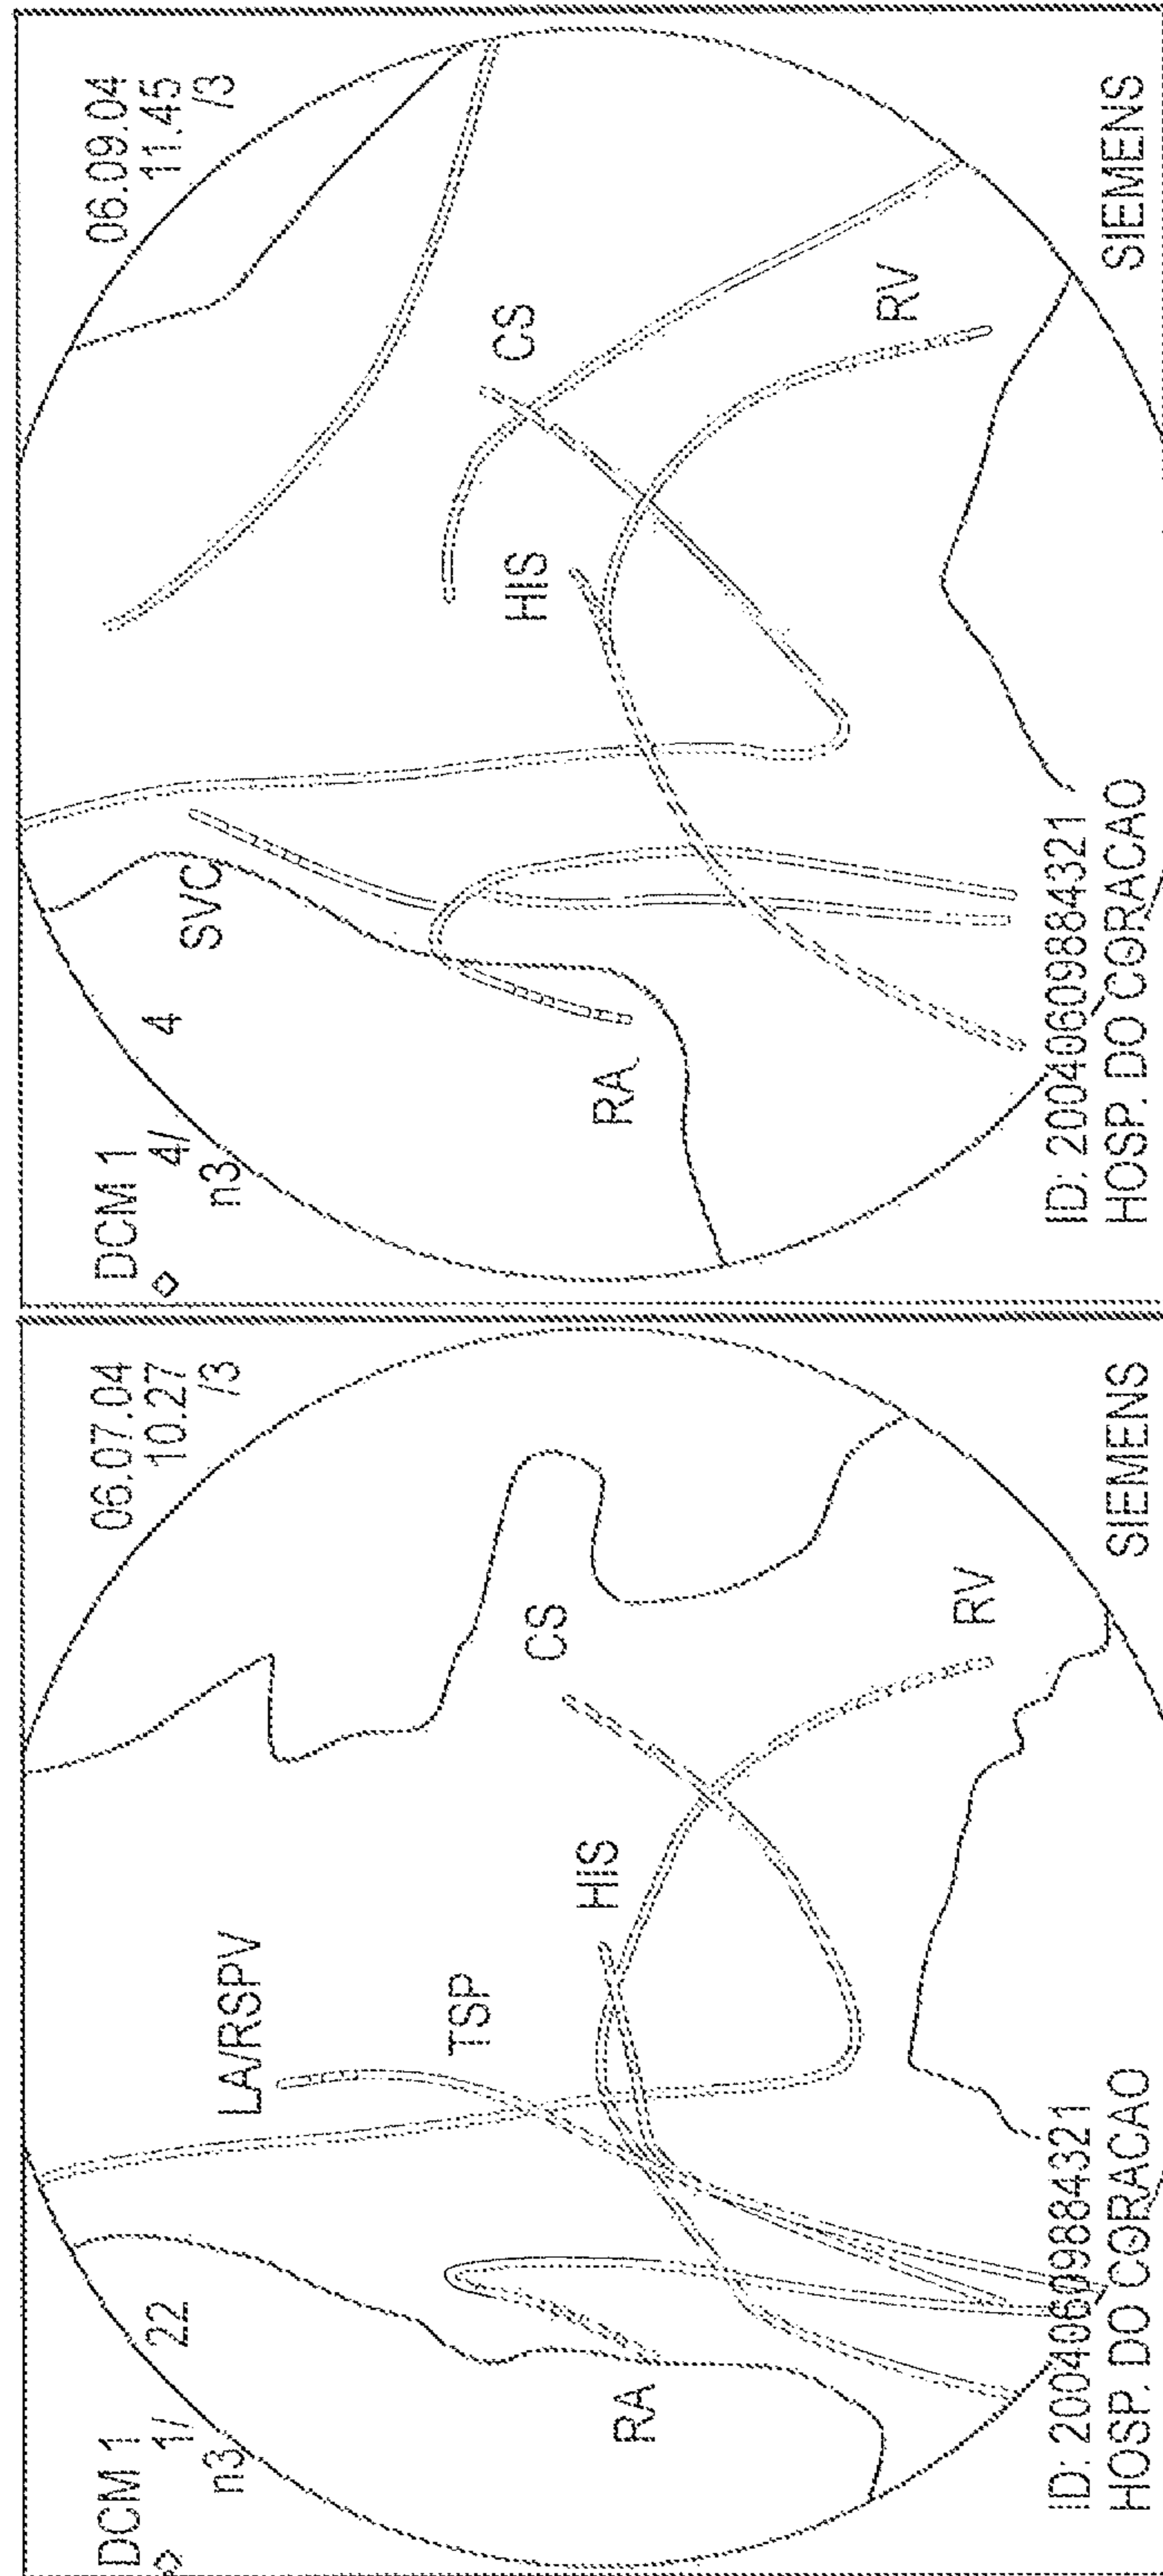 DCM 1
1/ 22
n3
06.07.04
10.27
/3
LA/RSPV
TSP
CS
HIS
RA
RV
ID: 20040609884321
HOSP. DO CORACAO
SIEMENS
DCM 1
4/ 4
n3
06.09.04
11.45
/3
SVC
CS
HIS
RA
RV
ID: 20040609884321
HOSP. DO CORACAO
SIEMENS